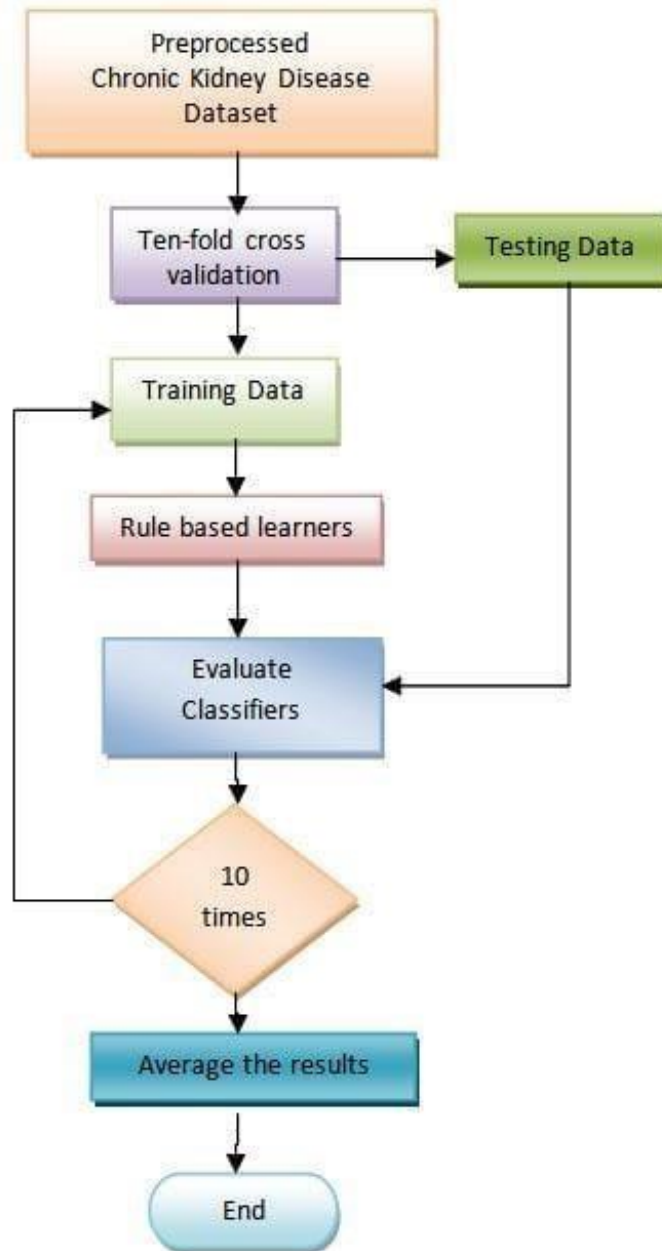 Preprocessed
Chronic Kidney Disease
Dataset
Ten-fold cross
validation
Testing Data
Training Data
Rule based learners
Evaluate
Classifiers
10
times
Average the results
End